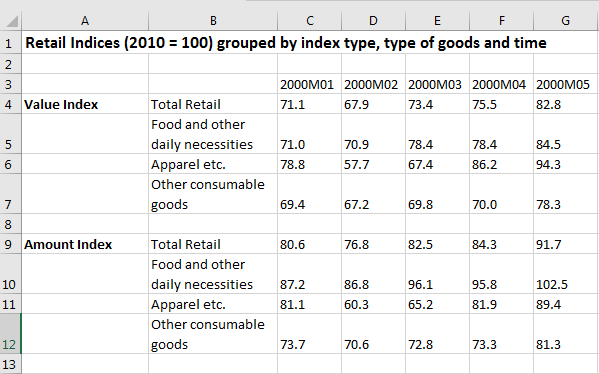 A B C D E F G
1 Retail Indices (2010 = 100) grouped by index type, type of goods and time
2
3 2000M01 2000M02 2000M03 2000M04 2000M05
4 Value Index Total Retail 71.1 67.9 73.4 75.5 82.8
Food and other
5 daily necessities 71.0 70.9 78.4 78.4 84.5
6 Apparel etc. 78.8 57.7 67.4 86.2 94.3
Other consumable
7 goods 69.4 67.2 69.8 70.0 78.3
8
9 Amount Index Total Retail 80.6 76.8 82.5 84.3 91.7
Food and other
10 daily necessities 87.2 86.8 96.1 95.8 102.5
11 Apparel etc. 81.1 60.3 65.2 81.9 89.4
Other consumable
12 goods 73.7 70.6 72.8 73.3 81.3
13